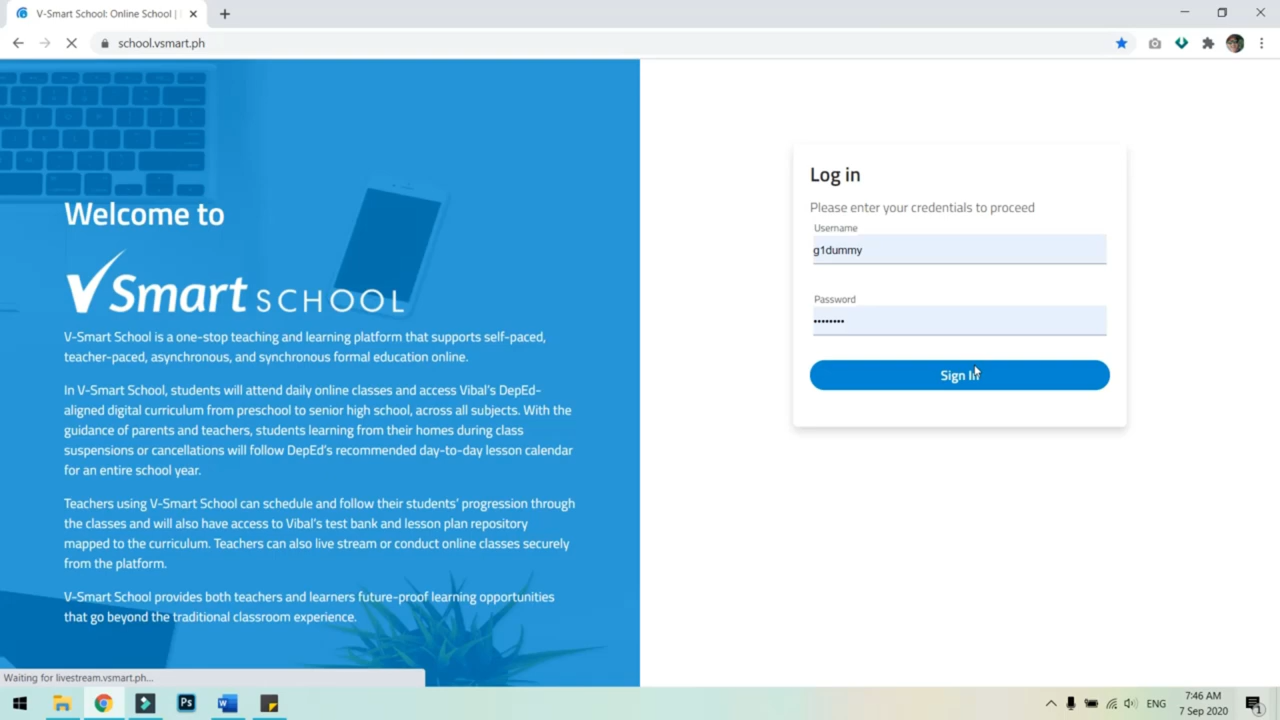 V-Smart School: Online School |
school.vsmart.ph
Welcome to
VSmart SCHOOL
V-Smart School is a one-stop teaching and learning platform that supports self-paced,
teacher-paced, asynchronous, and synchronous formal education online.
In V-Smart School, students will attend daily online classes and access Vibal's DepEd-
aligned digital curriculum from preschool to senior high school, across all subjects. With the
guidance of parents and teachers, students learning from their homes during class
suspensions or cancellations will follow DepEd's recommended day-to-day lesson calendar
for an entire school year.
Teachers using V-Smart School can schedule and follow their students' progression through
the classes and will also have access to Vibal's test bank and lesson plan repository
mapped to the curriculum. Teachers can also live stream or conduct online classes securely
from the platform.
V-Smart School provides both teachers and learners future-proof learning opportunities
that go beyond the traditional classroom experience.
Log in
Please enter your credentials to proceed
Username
g1dummy
Password
••••••••
Sign In
Waiting for livestream.vsmart.ph...
Ps
W
ENG
7:46 AM
7 Sep 2020
1